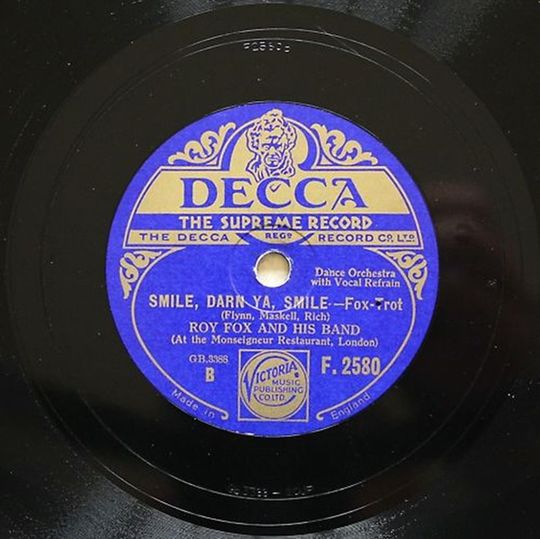 DECCA
THE SUPREME RECORD
THE DECCA REGD RECORD CO. LTD
Dance Orchestra
with Vocal Refrain
SMILE, DARN YA, SMILE—Fox-Trot
(Flynn, Maskell, Rich)
ROY FOX AND HIS BAND
(At the Monseigneur Restaurant, London)
GB.3388
B
F. 2580
VICTORIA
MUSIC
PUBLISHING
CO. LTD.
Made in England